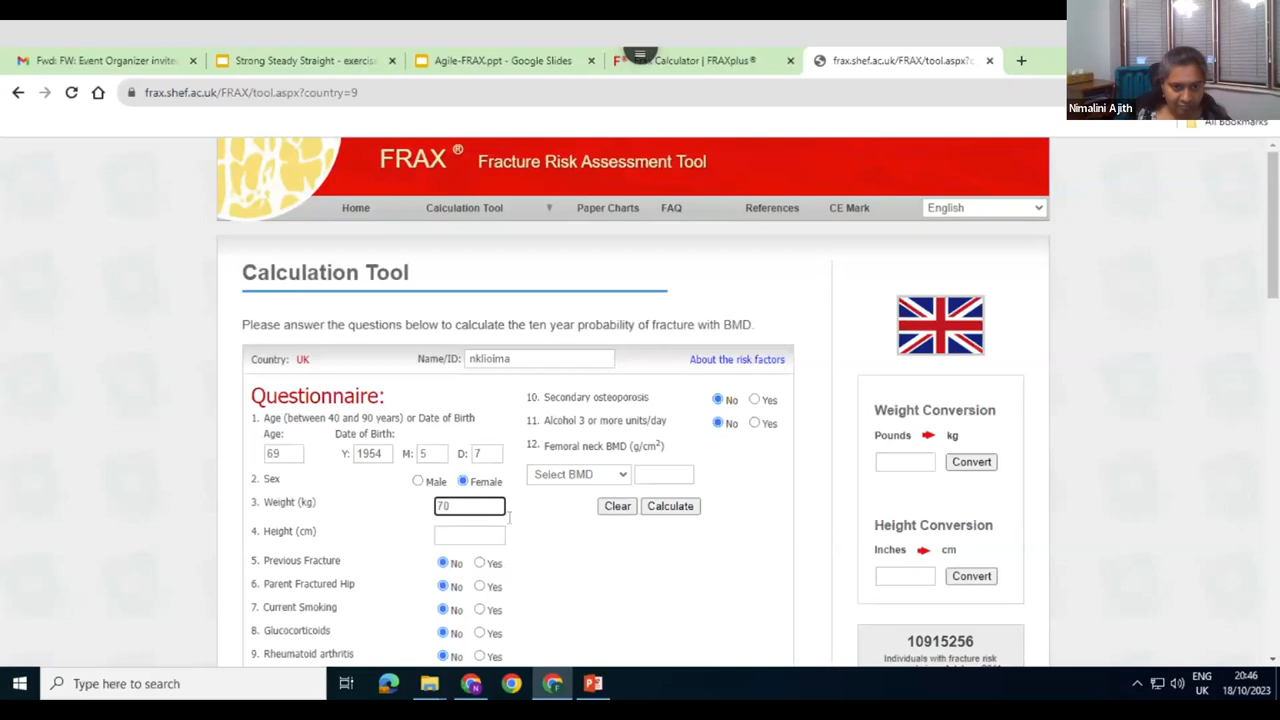 Fwd: FW: Event Organizer invite
Strong Steady Straight - exercis
Agile-FRAX.ppt - Google Slides
Frax Calculator | FRAXplus®
frax.shef.ac.uk/FRAX/tool.aspx?c
frax.shef.ac.uk/FRAX/tool.aspx?country=9
Nimalini Ajith
All Bookmarks
FRAX ® Fracture Risk Assessment Tool
Home
Calculation Tool
Paper Charts
FAQ
References
CE Mark
English
Calculation Tool
Please answer the questions below to calculate the ten year probability of fracture with BMD.
Country: UK
Name/ID: nklioima
About the risk factors
Questionnaire:
1. Age (between 40 and 90 years) or Date of Birth
Age: Date of Birth:
69 Y: 1954 M: 5 D: 7
2. Sex Male Female
3. Weight (kg) 70
4. Height (cm)
5. Previous Fracture No Yes
6. Parent Fractured Hip No Yes
7. Current Smoking No Yes
8. Glucocorticoids No Yes
9. Rheumatoid arthritis No Yes
10. Secondary osteoporosis No Yes
11. Alcohol 3 or more units/day No Yes
12. Femoral neck BMD (g/cm²)
Select BMD
Clear Calculate
Weight Conversion
Pounds kg
Convert
Height Conversion
Inches cm
Convert
10915256
Individuals with fracture risk
Type here to search
ENG
UK
20:46
18/10/2023